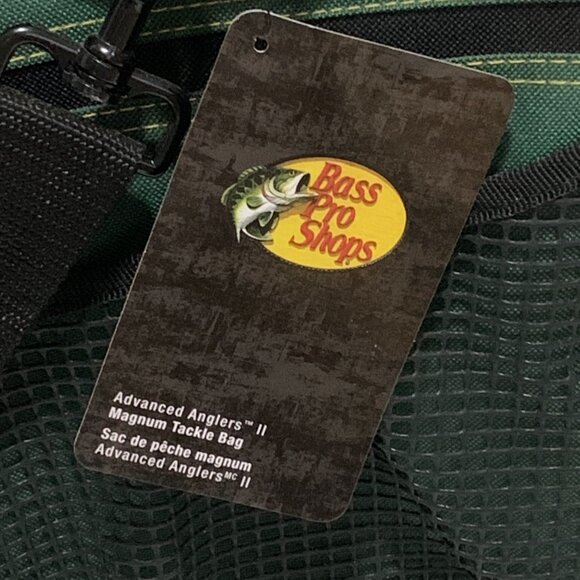 Bass
Pro
Shops
Advanced Anglers™ II
Magnum Tackle Bag
Sac de pêche magnum
Advanced Anglersᴹᶜ II